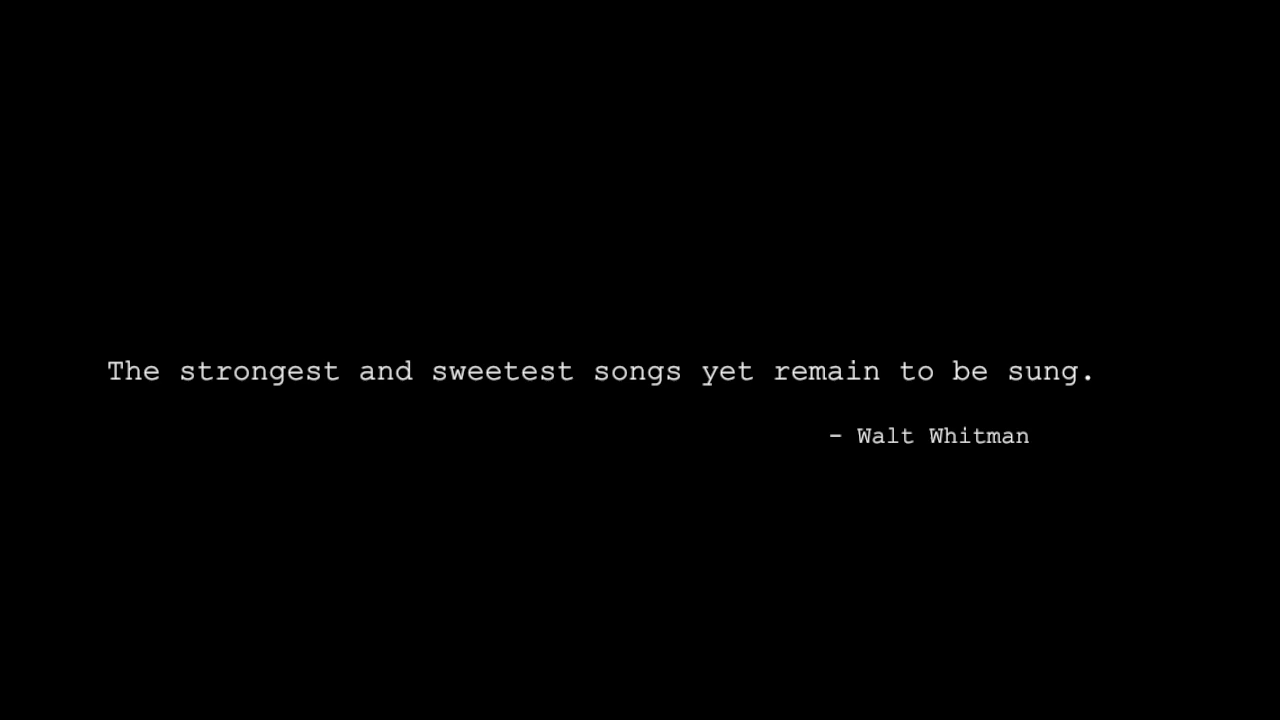 The strongest and sweetest songs yet remain to be sung.
- Walt Whitman